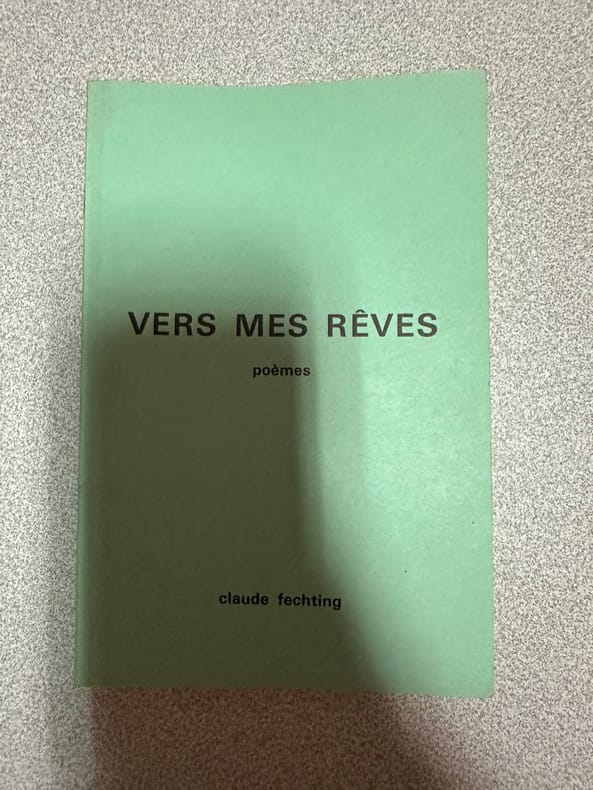 VERS MES RÊVES
poèmes
claude fechting